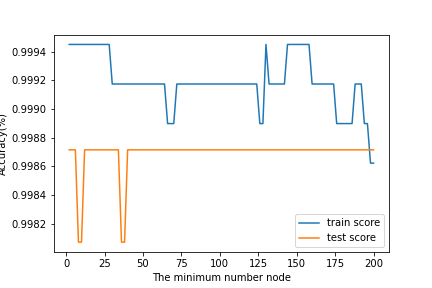 0.9994
0.9992
0.9990
0.9988
0.9986
0.9984
0.9982
Accuracy(%)
0 25 50 75 100 125 150 175 200
The minimum number node
train score
test score